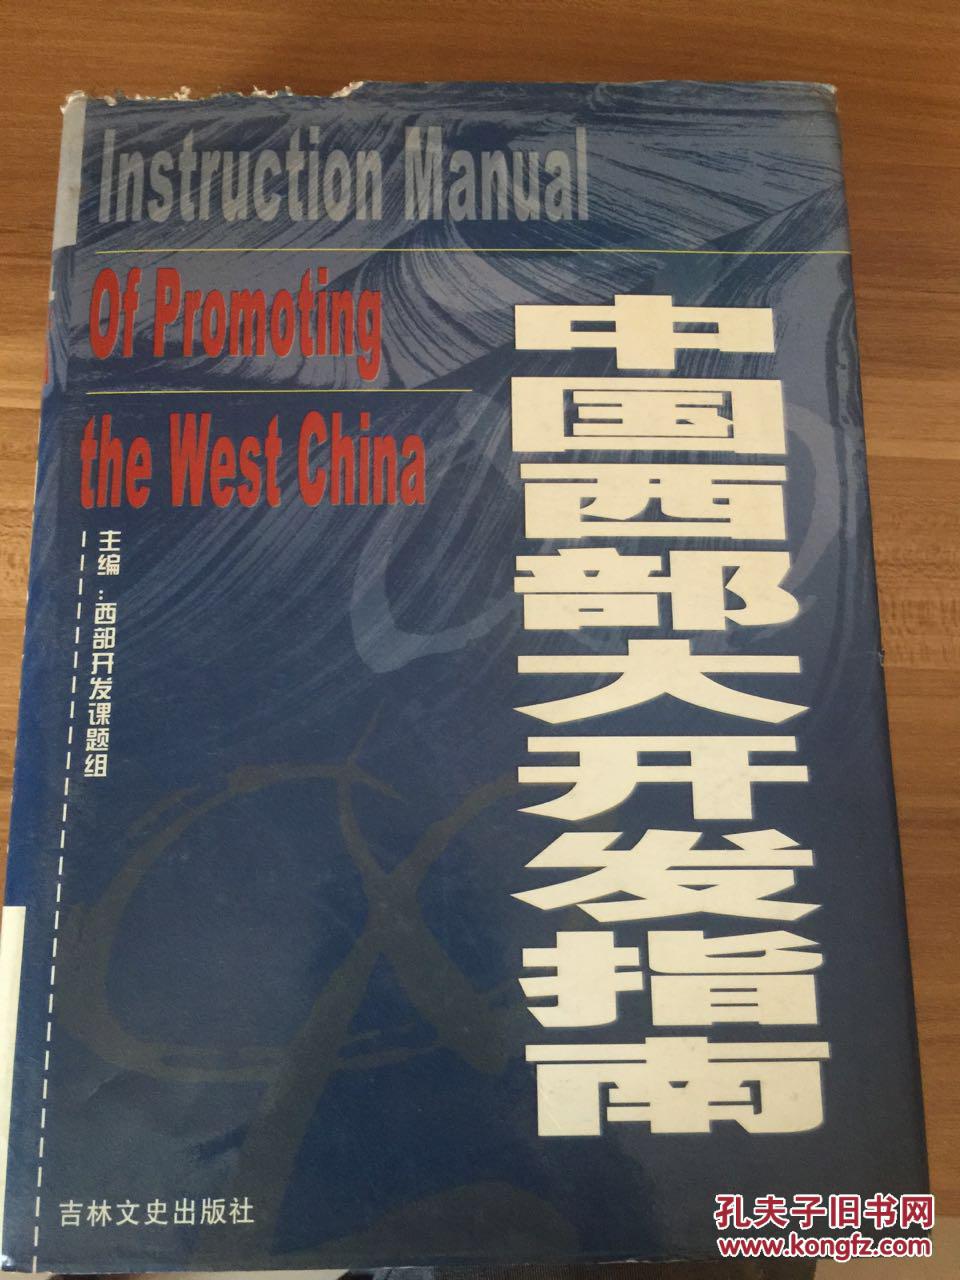 Instruction Manual
Of Promoting
the West China
中国西部大开发指南
主编：西部开发课题组
吉林文史出版社
孔夫子旧书网
www.kongfz.com